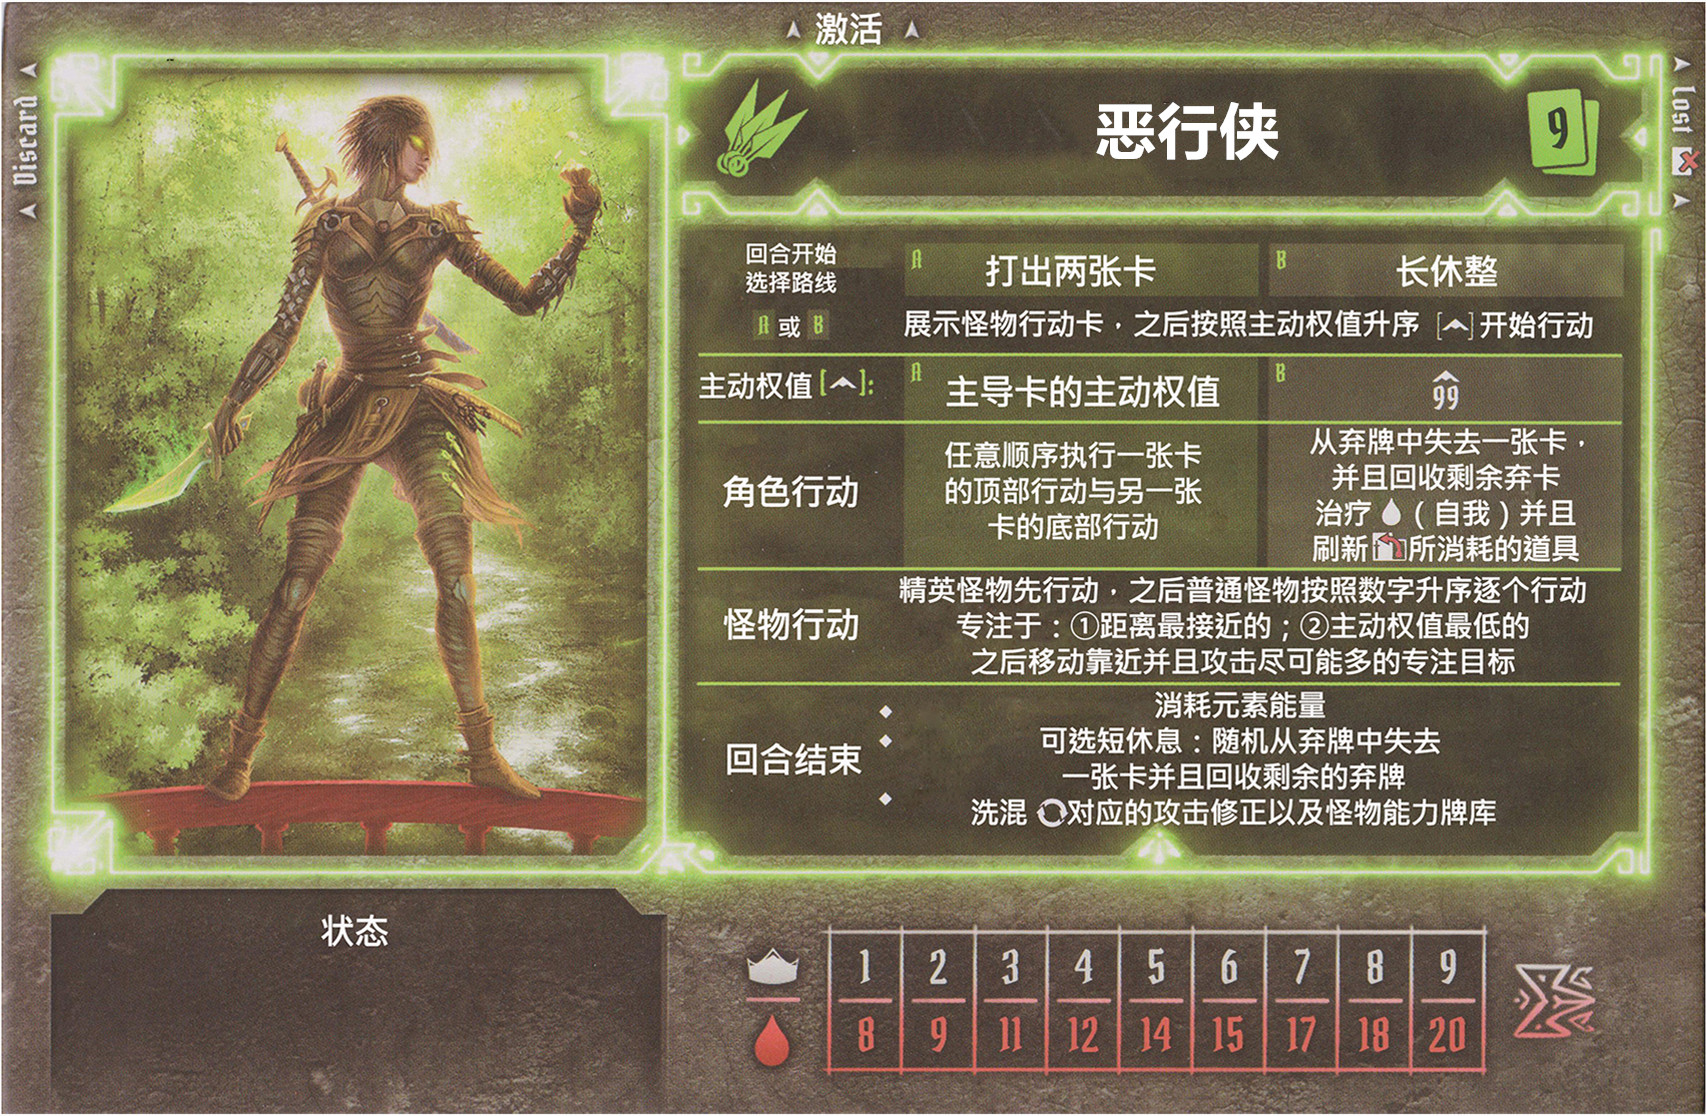 激活
Discard
Lost
恶行侠
9
回合开始
选择路线
A 或 B
A 打出两张卡
B 长休整
展示怪物行动卡，之后按照主动权值升序 [ ] 开始行动
主动权值 [ ]:
A 主导卡的主动权值
B 99
角色行动
任意顺序执行一张卡
的顶部行动与另一张
卡的底部行动
从弃牌中失去一张卡，
并且回收剩余弃卡
治疗 （自我）并且
刷新 所消耗的道具
怪物行动
精英怪物先行动，之后普通怪物按照数字升序逐个行动
专注于：①距离最接近的；②主动权值最低的
之后移动靠近并且攻击尽可能多的专注目标
回合结束
消耗元素能量
可选短休息：随机从弃牌中失去
一张卡并且回收剩余的弃牌
洗混 对应的攻击修正以及怪物能力牌库
状态
1 2 3 4 5 6 7 8 9
8 9 11 12 14 15 17 18 20